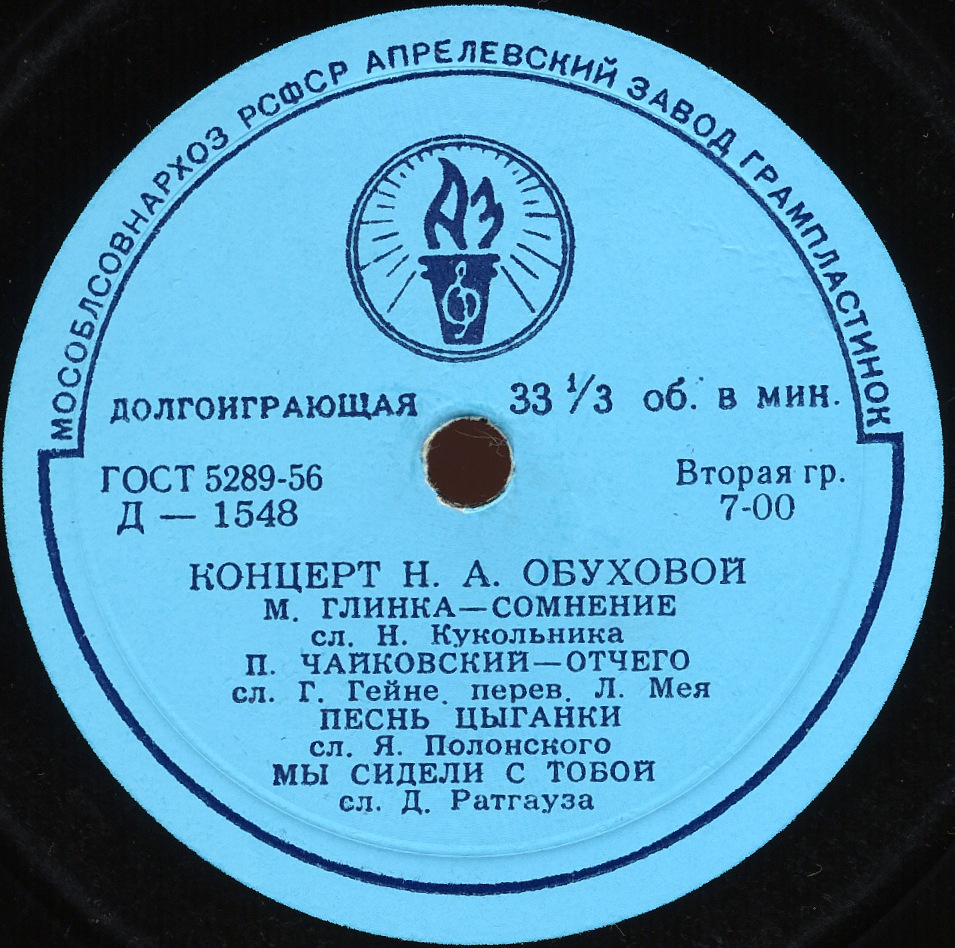 МОСОБЛСОВНАРХОЗ РСФСР АПРЕЛЕВСКИЙ ЗАВОД ГРАМПЛАСТИНОК
АЗ
ДОЛГОИГРАЮЩАЯ 33 1/3 об. в мин.
ГОСТ 5289-56 Вторая гр.
Д — 1548 7-00
КОНЦЕРТ Н. А. ОБУХОВОЙ
М. ГЛИНКА—СОМНЕНИЕ
сл. Н. Кукольника
П. ЧАЙКОВСКИЙ—ОТЧЕГО
сл. Г. Гейне, перев. Л. Мея
ПЕСНЬ ЦЫГАНКИ
сл. Я. Полонского
МЫ СИДЕЛИ С ТОБОЙ
сл. Д. Ратгауза